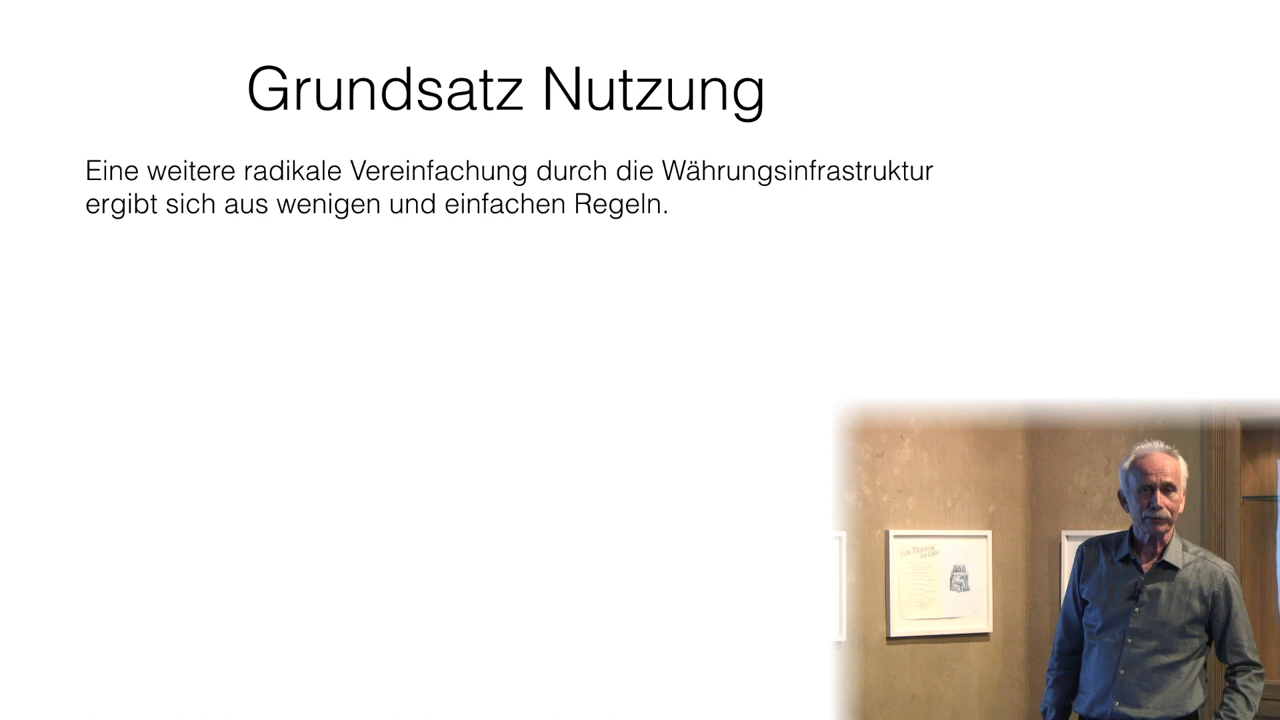 Grundsatz Nutzung
Eine weitere radikale Vereinfachung durch die Währungsinfrastruktur
ergibt sich aus wenigen und einfachen Regeln.